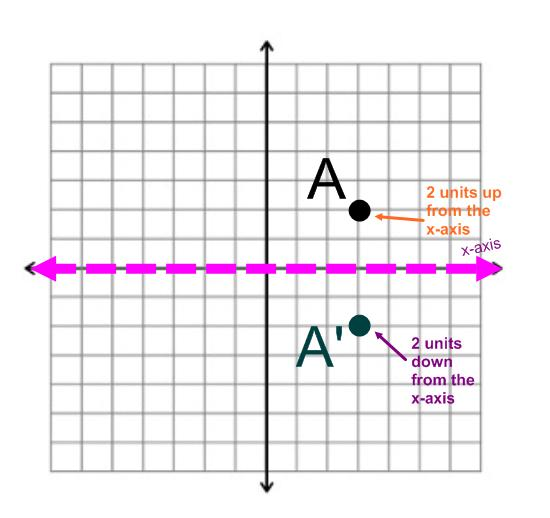 A
2 units up
from the
x-axis
x-axis
A'
2 units
down
from the
x-axis